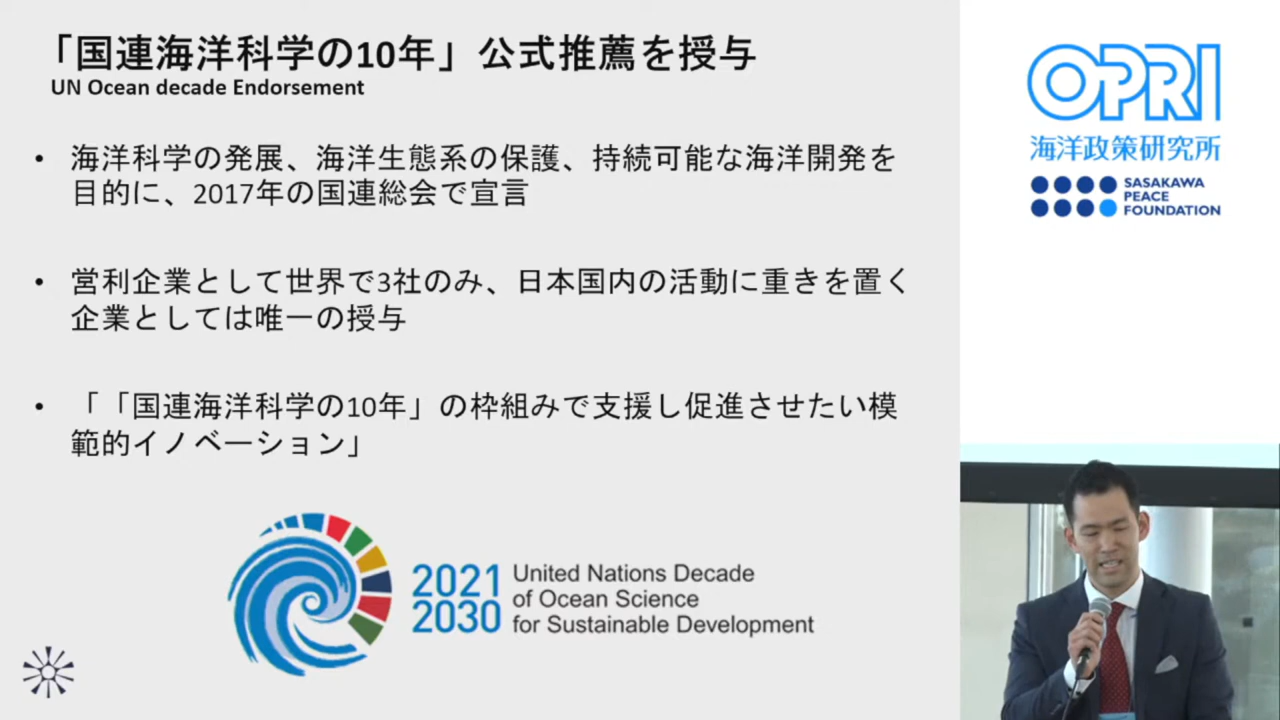 「国連海洋科学の10年」公式推薦を授与
UN Ocean decade Endorsement
• 海洋科学の発展、海洋生態系の保護、持続可能な海洋開発を
目的に、2017年の国連総会で宣言
• 営利企業として世界で3社のみ、日本国内の活動に重きを置く
企業としては唯一の授与
• 「「国連海洋科学の10年」の枠組みで支援し促進させたい模
範的イノベーション」
2021
2030
United Nations Decade
of Ocean Science
for Sustainable Development
OPRI
海洋政策研究所
SASAKAWA
PEACE
FOUNDATION